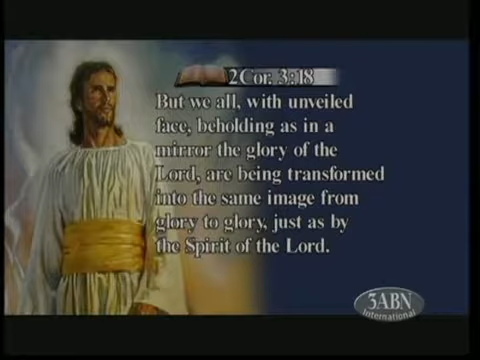 2Cor. 3:18
But we all, with unveiled
face, beholding as in a
mirror the glory of the
Lord, are being transformed
into the same image from
glory to glory, just as by
the Spirit of the Lord.
3ABN
International